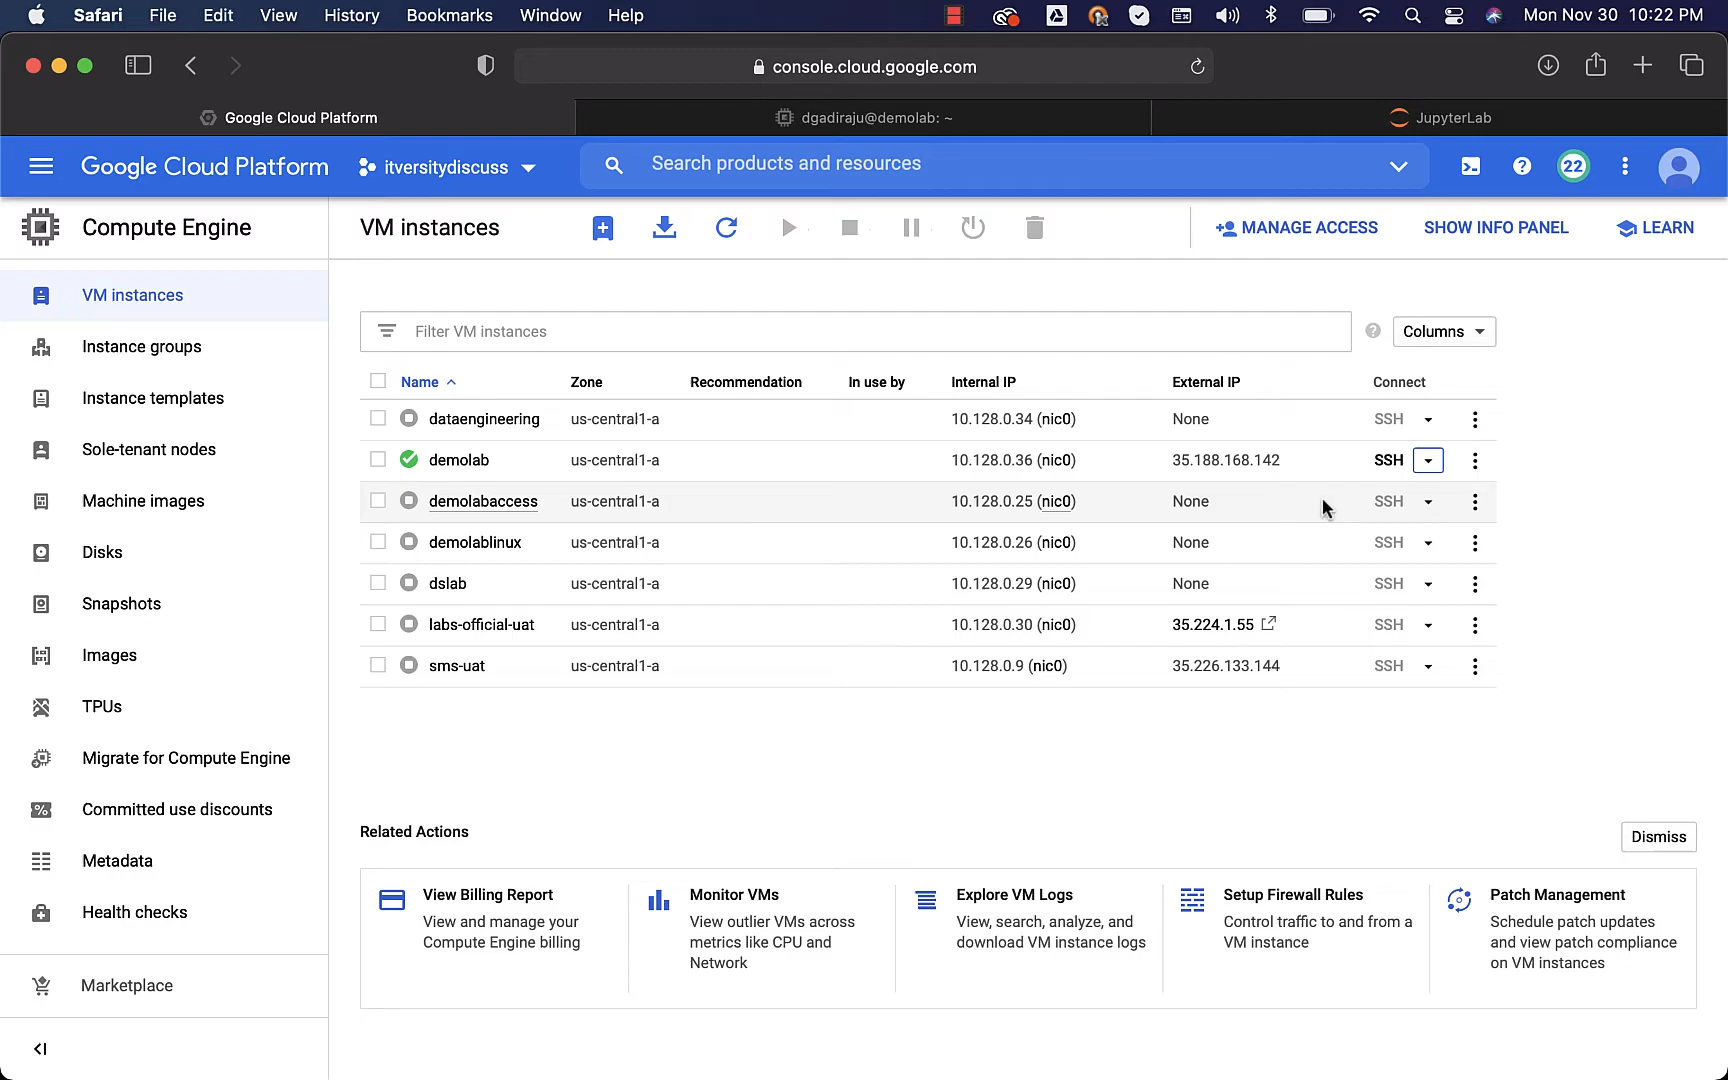 Safari File Edit View History Bookmarks Window Help Mon Nov 30 10:22 PM
console.cloud.google.com
Google Cloud Platform dgadiraju@demolab: ~ JupyterLab
Google Cloud Platform itversitydiscuss Search products and resources 22
Compute Engine VM instances MANAGE ACCESS SHOW INFO PANEL LEARN
VM instances
Instance groups
Instance templates
Sole-tenant nodes
Machine images
Disks
Snapshots
Images
TPUs
Migrate for Compute Engine
Committed use discounts
Metadata
Health checks
Marketplace
Filter VM instances Columns
Name Zone Recommendation In use by Internal IP External IP Connect
dataengineering us-central1-a 10.128.0.34 (nic0) None SSH
demolab us-central1-a 10.128.0.36 (nic0) 35.188.168.142 SSH
demolabaccess us-central1-a 10.128.0.25 (nic0) None SSH
demolablinux us-central1-a 10.128.0.26 (nic0) None SSH
dslab us-central1-a 10.128.0.29 (nic0) None SSH
labs-official-uat us-central1-a 10.128.0.30 (nic0) 35.224.1.55 SSH
sms-uat us-central1-a 10.128.0.9 (nic0) 35.226.133.144 SSH
Related Actions Dismiss
View Billing Report
View and manage your
Compute Engine billing
Monitor VMs
View outlier VMs across
metrics like CPU and
Network
Explore VM Logs
View, search, analyze, and
download VM instance logs
Setup Firewall Rules
Control traffic to and from a
VM instance
Patch Management
Schedule patch updates
and view patch compliance
on VM instances